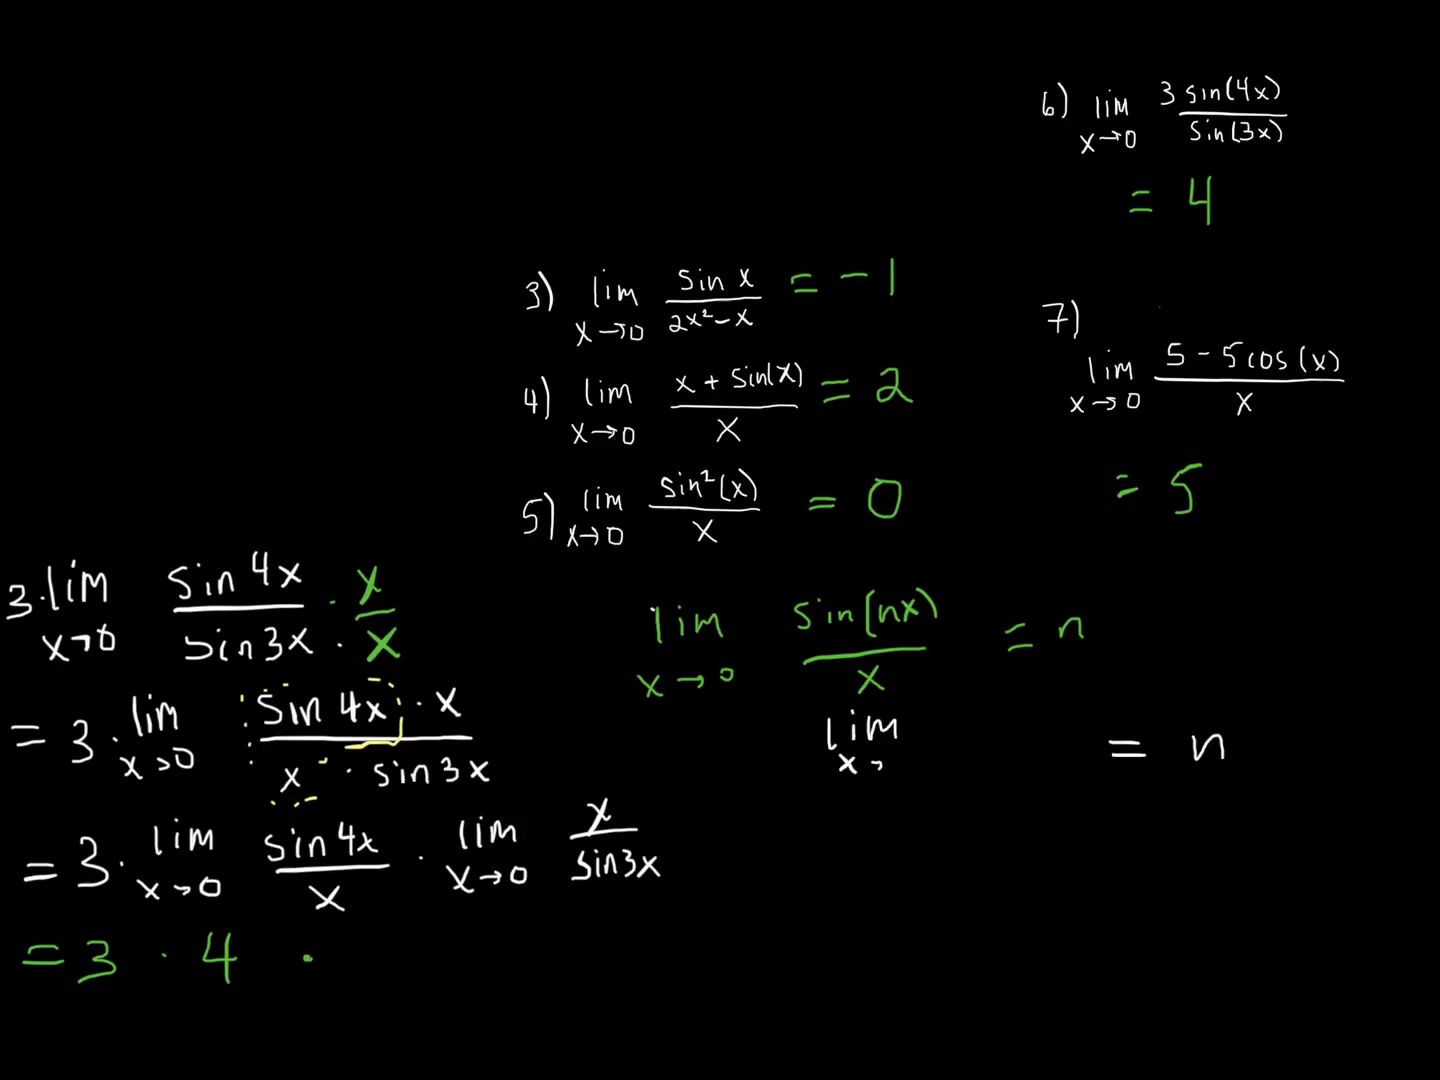 6) lim x→0 3 sin(4x) / sin(3x)
= 4
3) lim x→0 sin x / 2x² - x = -1
7) lim x→0 5 - 5cos(x) / x
4) lim x→0 x + sin(x) / x = 2
= 5
5) lim x→0 sin²(x) / x = 0
3 · lim x→0 sin 4x / sin 3x · x / x
lim x→0 sin(nx) / x = n
= 3 · lim x→0 sin 4x · x / x · sin 3x
lim x→ = n
= 3 · lim x→0 sin 4x / x · lim x→0 x / sin 3x
= 3 · 4 ·